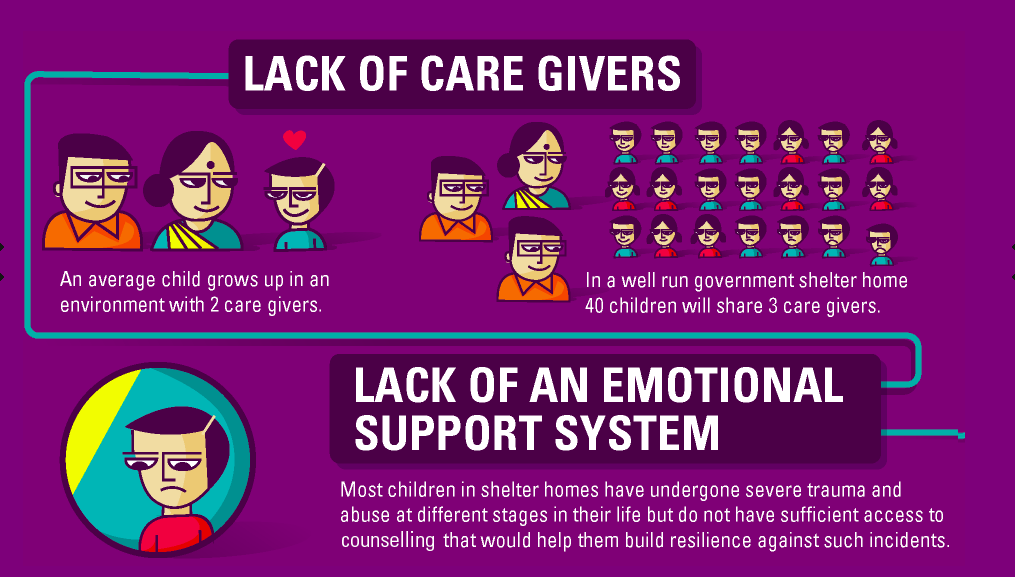 LACK OF CARE GIVERS
An average child grows up in an
environment with 2 care givers.
In a well run government shelter home
40 children will share 3 care givers.
LACK OF AN EMOTIONAL
SUPPORT SYSTEM
Most children in shelter homes have undergone severe trauma and
abuse at different stages in their life but do not have sufficient access to
counselling that would help them build resilience against such incidents.